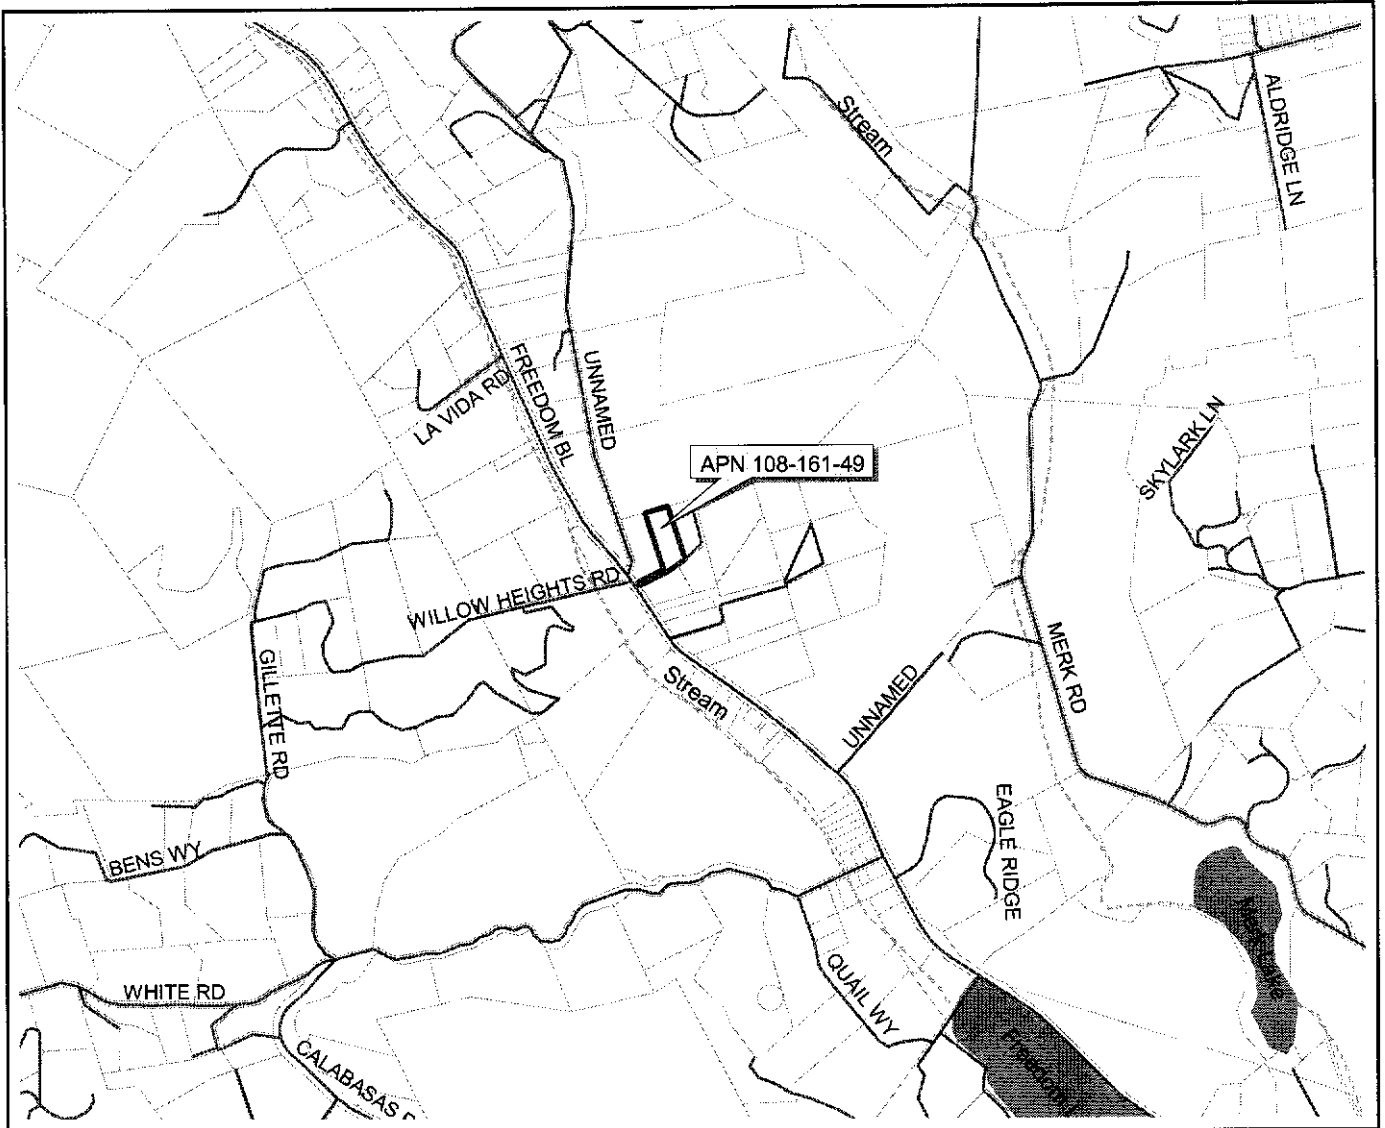 Stream
ALDRIDGE LN
FREEDOM BL
UNNAMED
LA VIDA RD
SKYLARK LN
APN 108-161-49
WILLOW HEIGHTS RD
GILLETTE RD
Stream
UNNAMED
MERK RD
EAGLE RIDGE
BENS WY
WHITE RD
QUAIL WY
CALABASAS
Lake
Freedom